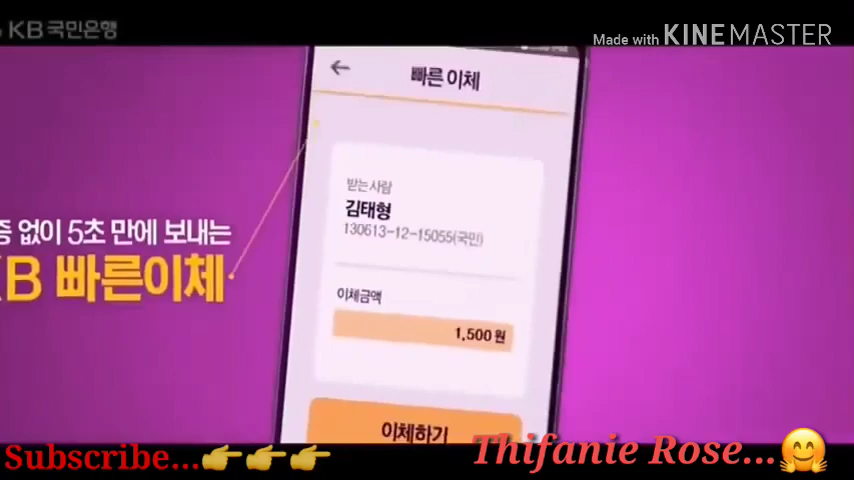 KB국민은행
Made with KINEMASTER
빠른 이체
받는 사람
김태형
130613-12-15055(국민)
없이 5초 만에 보내는
빠른이체
이체금액
1,500 원
이체하기
Subscribe...👉👉👉
Thifanie Rose...🤗